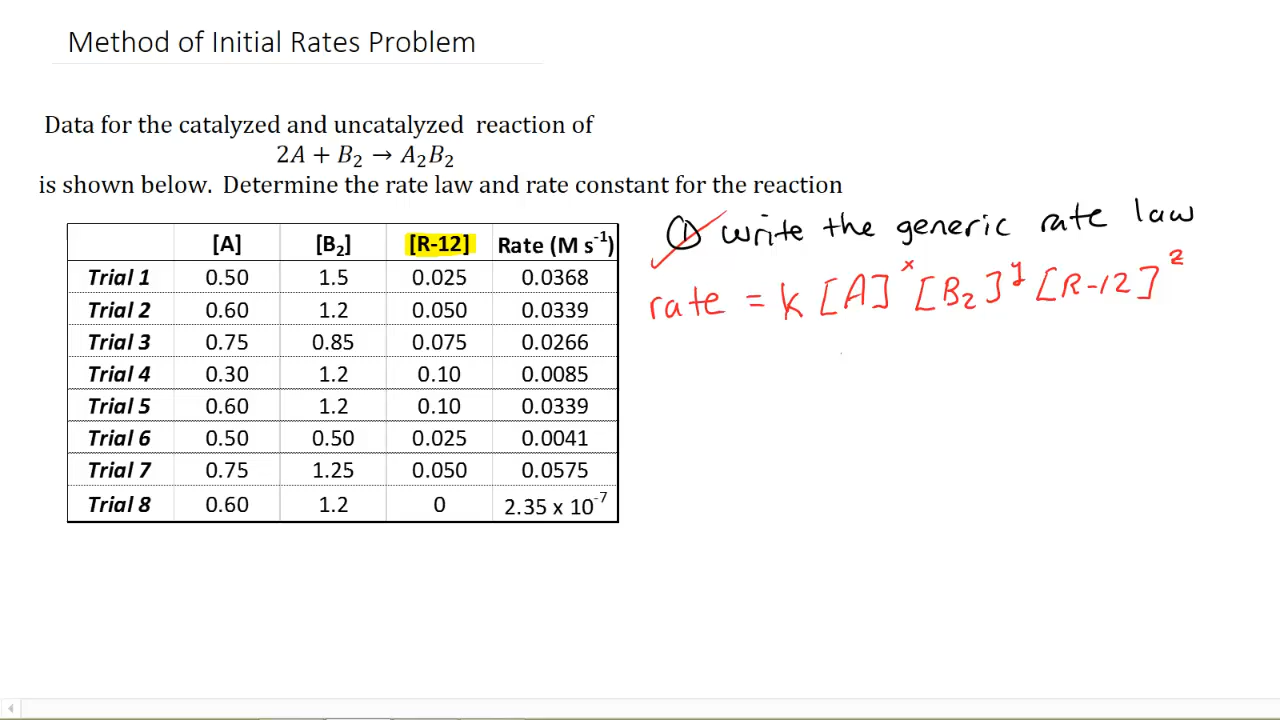 Method of Initial Rates Problem
Data for the catalyzed and uncatalyzed reaction of
2A + B₂ → A₂B₂
is shown below. Determine the rate law and rate constant for the reaction
① write the generic rate law
rate = k [A]ˣ [B₂]ʸ [R-12]ᶻ
[A] [B₂] [R-12] Rate (M s⁻¹)
Trial 1 0.50 1.5 0.025 0.0368
Trial 2 0.60 1.2 0.050 0.0339
Trial 3 0.75 0.85 0.075 0.0266
Trial 4 0.30 1.2 0.10 0.0085
Trial 5 0.60 1.2 0.10 0.0339
Trial 6 0.50 0.50 0.025 0.0041
Trial 7 0.75 1.25 0.050 0.0575
Trial 8 0.60 1.2 0 2.35 x 10⁻⁷